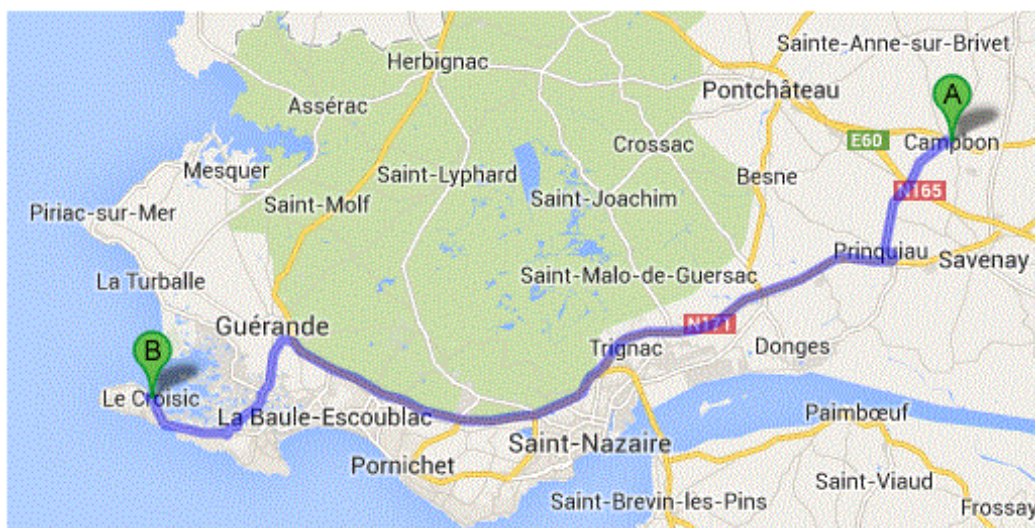 Sainte-Anne-sur-Brivet
Herbignac
Pontchâteau
A
Assérac
Crossac
E60
Campbon
Mesquer
Saint-Lyphard
Besne
N165
Piriac-sur-Mer
Saint-Molf
Saint-Joachim
Prinquiau
Savenay
La Turballe
Saint-Malo-de-Guersac
Guérande
N171
B
Trignac
Donges
Le Croisic
La Baule-Escoublac
Paimbœuf
Saint-Nazaire
Pornichet
Saint-Viaud
Saint-Brevin-les-Pins
Frossay